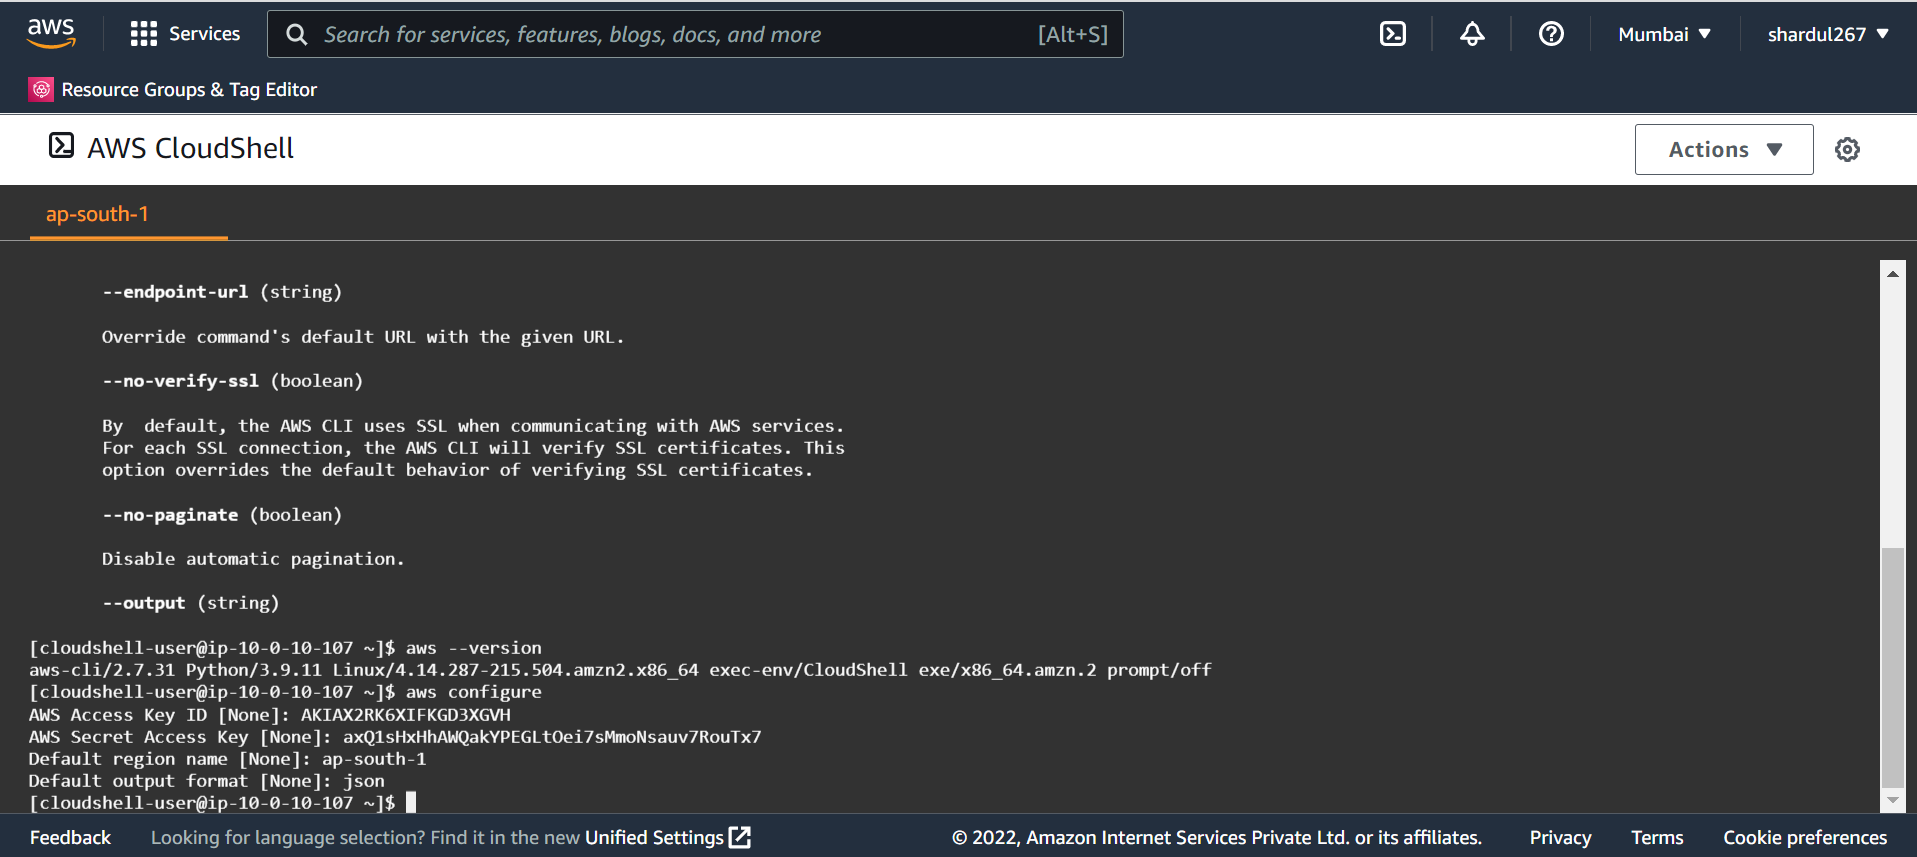 aws
Services
Search for services, features, blogs, docs, and more [Alt+S]
Mumbai ▼
shardul267 ▼
Resource Groups & Tag Editor
AWS CloudShell
Actions ▼
ap-south-1
--endpoint-url (string)
Override command's default URL with the given URL.
--no-verify-ssl (boolean)
By  default, the AWS CLI uses SSL when communicating with AWS services.
For each SSL connection, the AWS CLI will verify SSL certificates. This
option overrides the default behavior of verifying SSL certificates.
--no-paginate (boolean)
Disable automatic pagination.
--output (string)
[cloudshell-user@ip-10-0-10-107 ~]$ aws --version
aws-cli/2.7.31 Python/3.9.11 Linux/4.14.287-215.504.amzn2.x86_64 exec-env/CloudShell exe/x86_64.amzn.2 prompt/off
[cloudshell-user@ip-10-0-10-107 ~]$ aws configure
AWS Access Key ID [None]: AKIAX2RK6XIFKGD3XGVH
AWS Secret Access Key [None]: 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
Default region name [None]: ap-south-1
Default output format [None]: json
[cloudshell-user@ip-10-0-10-107 ~]$
Feedback
Looking for language selection? Find it in the new Unified Settings
© 2022, Amazon Internet Services Private Ltd. or its affiliates.
Privacy
Terms
Cookie preferences